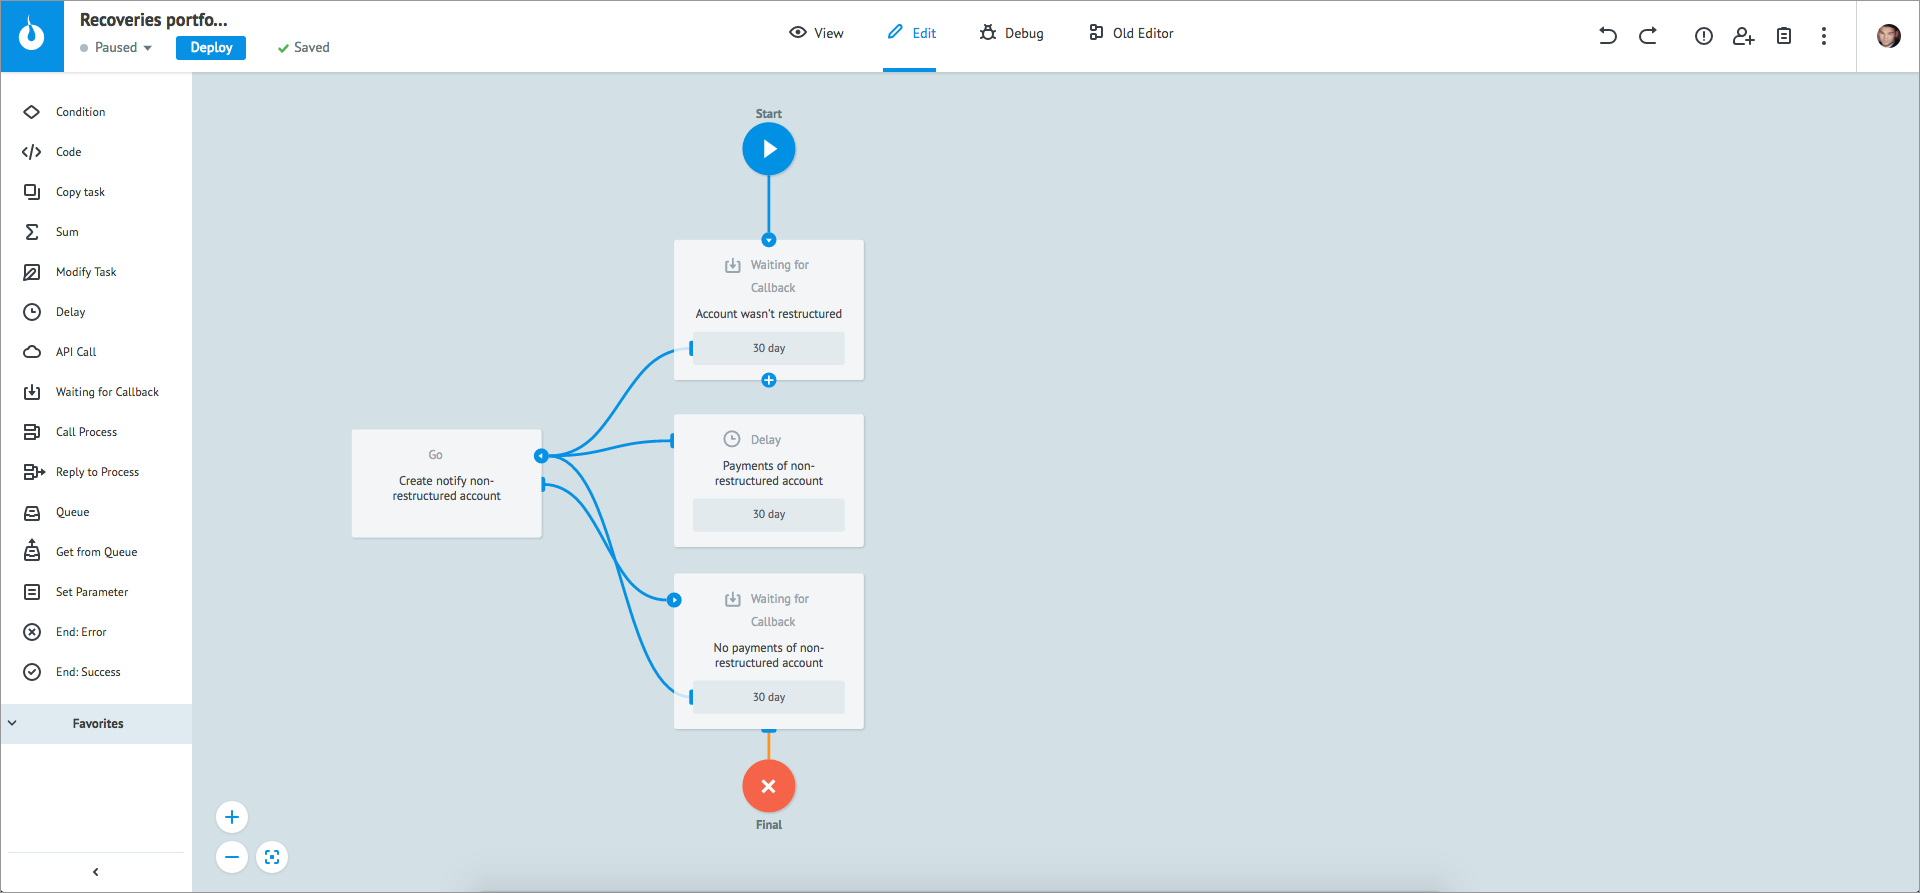 Recoveries portfo...
Paused
Deploy
Saved
View
Edit
Debug
Old Editor
Condition
Code
Copy task
Sum
Modify Task
Delay
API Call
Waiting for Callback
Call Process
Reply to Process
Queue
Get from Queue
Set Parameter
End: Error
End: Success
Favorites
Start
Waiting for
Callback
Account wasn't restructured
30 day
Go
Create notify non-
restructured account
Delay
Payments of non-
restructured account
30 day
Waiting for
Callback
No payments of non-
restructured account
30 day
Final